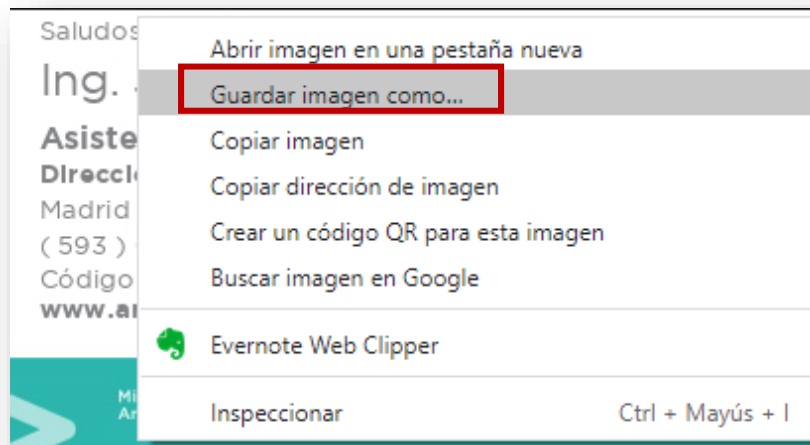 Saludos
Abrir imagen en una pestaña nueva
Ing.
Guardar imagen como...
Asiste
Copiar imagen
Direcci
Copiar dirección de imagen
Madrid
( 593 )
Crear un código QR para esta imagen
Código
Buscar imagen en Google
www.a
Evernote Web Clipper
Mi
Ar
Inspeccionar Ctrl + Mayús + I